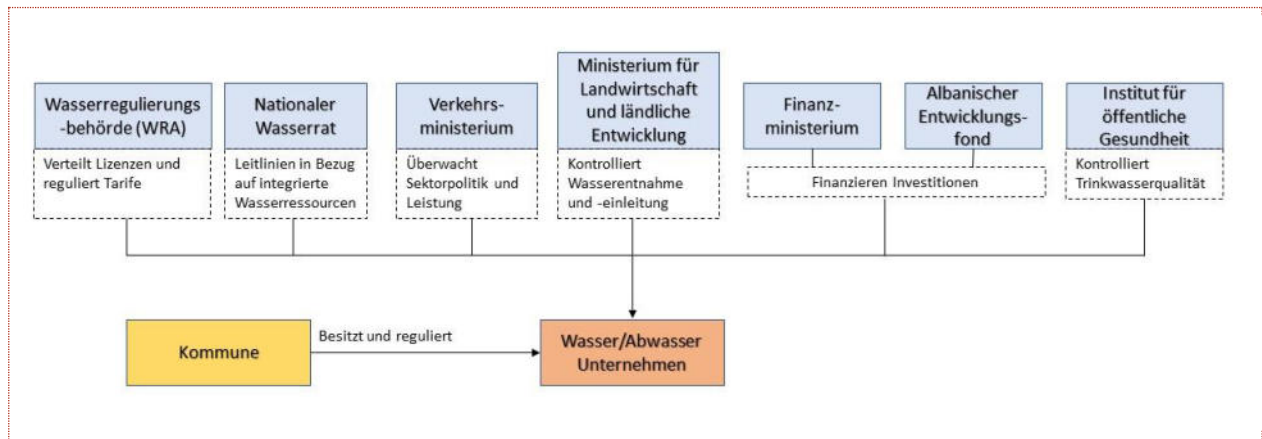 Wasserregulierungs
-behörde (WRA)
Verteilt Lizenzen und
reguliert Tarife
Nationaler
Wasserrat
Leitlinien in Bezug
auf integrierte
Wasserressourcen
Verkehrs-
ministerium
Überwacht
Sektorpolitik und
Leistung
Ministerium für
Landwirtschaft
und ländliche
Entwicklung
Kontrolliert
Wasserentnahme
und -einleitung
Finanz-
ministerium
Albanischer
Entwicklungs-
fond
Finanzieren Investitionen
Institut für
öffentliche
Gesundheit
Kontrolliert
Trinkwasserqualität
Kommune
Besitzt und reguliert
Wasser/Abwasser
Unternehmen